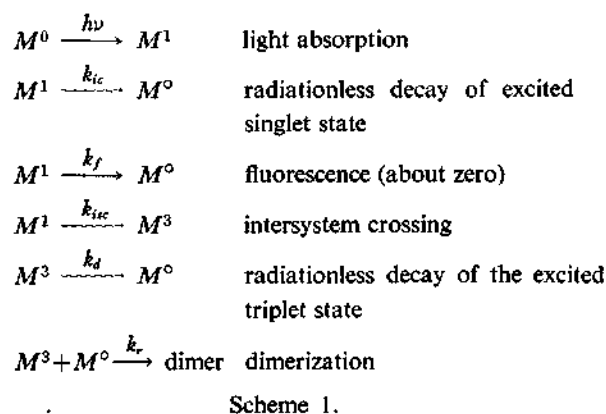 M⁰ hν → M¹ light absorption
M¹ k_ic → M° radiationless decay of excited
singlet state
M¹ k_f → M° fluorescence (about zero)
M¹ k_isc → M³ intersystem crossing
M³ k_d → M° radiationless decay of the excited
triplet state
M³+M° k_r → dimer dimerization
Scheme 1.